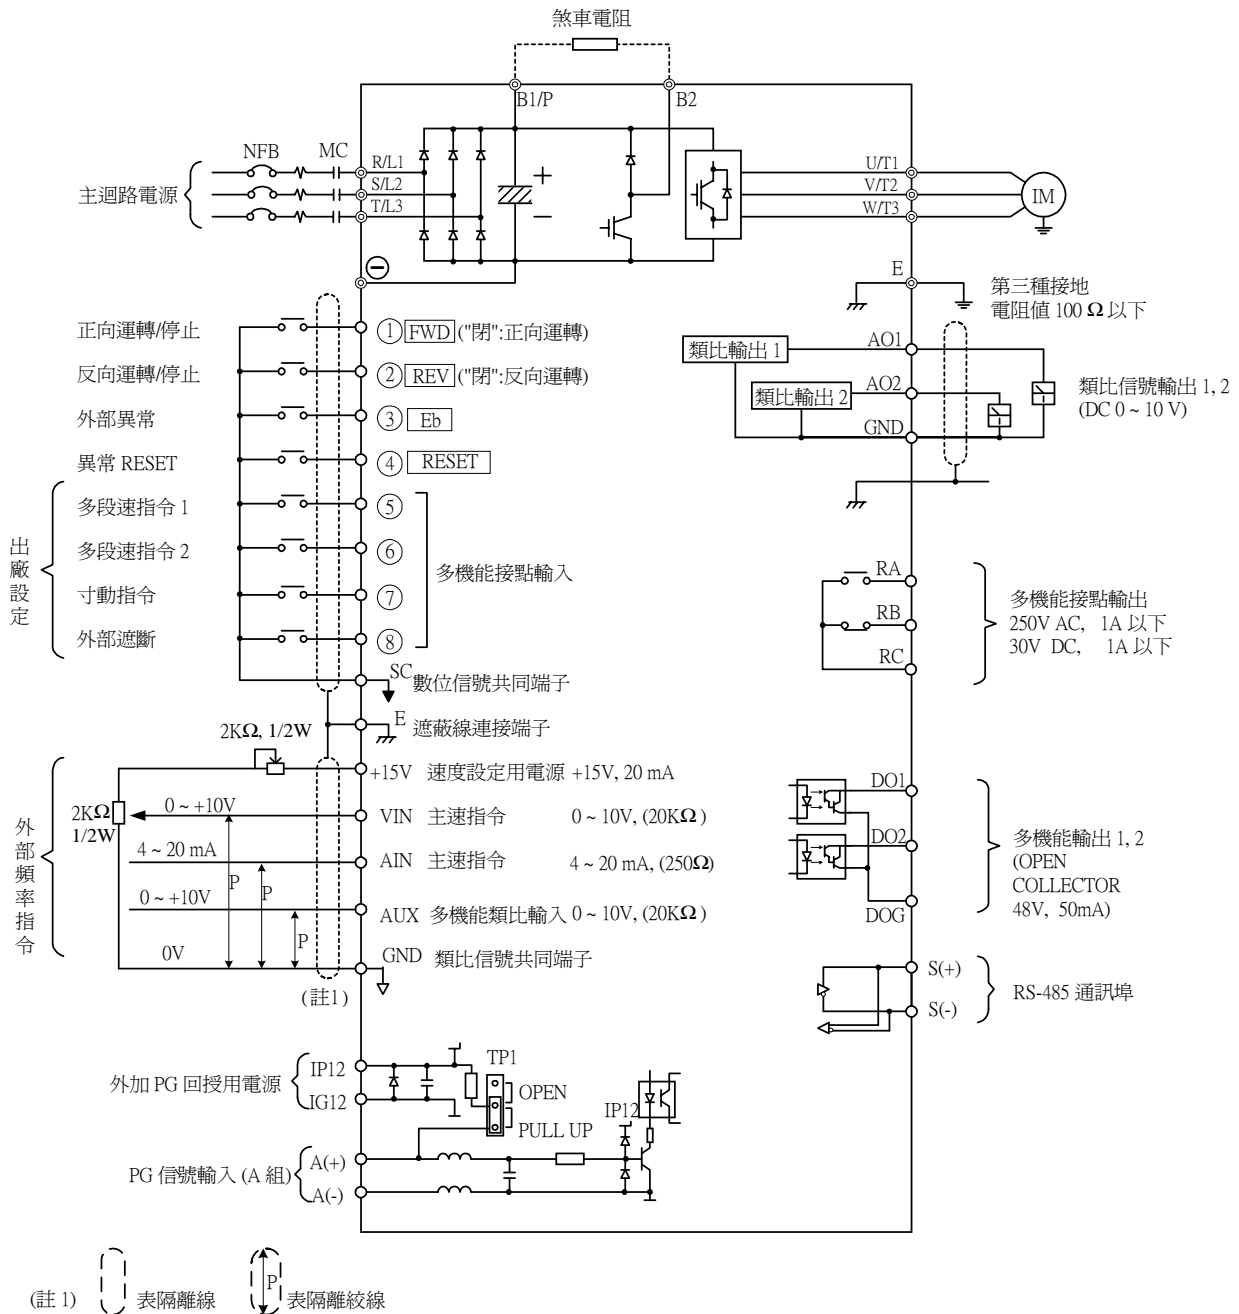 煞車電阻
B1/P
B2
NFB
MC
主迴路電源
R/L1
S/L2
T/L3
+
−
U/T1
V/T2
W/T3
IM
E
第三種接地
電阻值 100 Ω 以下
正向運轉/停止
① FWD ("閉":正向運轉)
反向運轉/停止
② REV ("閉":反向運轉)
外部異常
③ Eb
異常 RESET
④ RESET
出廠設定
多段速指令 1
⑤
多段速指令 2
⑥
寸動指令
⑦
外部遮斷
⑧
多機能接點輸入
SC 數位信號共同端子
E 遮蔽線連接端子
類比輸出 1
AO1
類比輸出 2
AO2
GND
類比信號輸出 1, 2
(DC 0 ~ 10 V)
RA
RB
RC
多機能接點輸出
250V AC, 1A 以下
30V DC, 1A 以下
外部頻率指令
2KΩ, 1/2W
+15V 速度設定用電源 +15V, 20 mA
2KΩ
1/2W
0 ~ +10V
VIN 主速指令 0 ~ 10V, (20KΩ )
4 ~ 20 mA
AIN 主速指令 4 ~ 20 mA, (250Ω)
0 ~ +10V
AUX 多機能類比輸入 0 ~ 10V, (20KΩ )
P
P
P
0V
GND 類比信號共同端子
(註1)
DO1
DO2
DOG
多機能輸出 1, 2
(OPEN
COLLECTOR
48V, 50mA)
S(+)
S(-)
RS-485 通訊埠
外加 PG 回授用電源
IP12
IG12
TP1
OPEN
PULL UP
IP12
PG 信號輸入 (A 組)
A(+)
A(-)
(註 1) 表隔離線 P 表隔離絞線